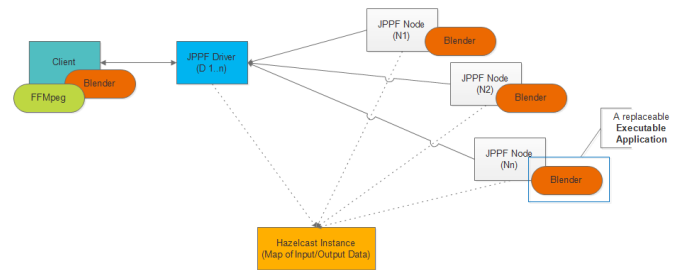 JPPF Node
(N1)
Blender
Client
Blender
FFMpeg
JPPF Driver
(D 1..n)
JPPF Node
(N2)
Blender
A replaceable
Executable
Application
JPPF Node
(Nn)
Blender
Hazelcast Instance
(Map of Input/Output Data)